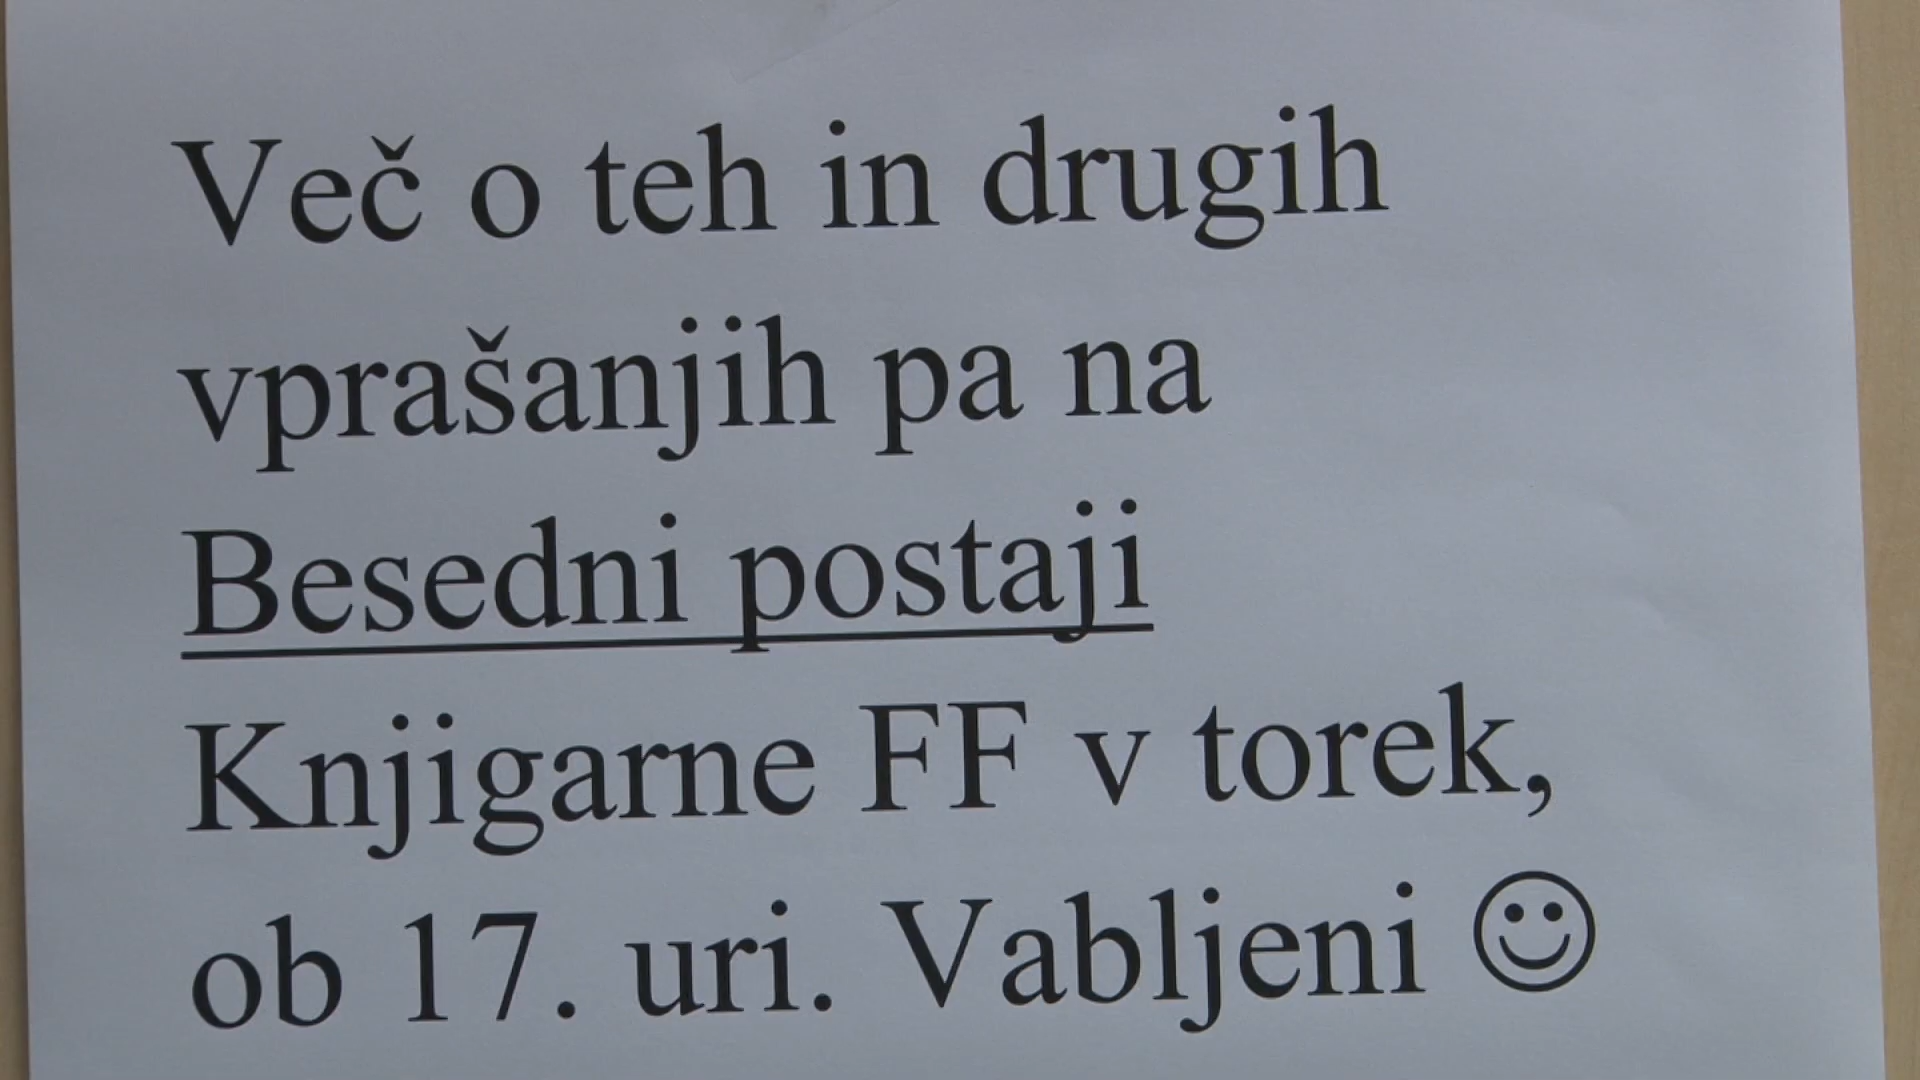 Več o teh in drugih
vprašanjih pa na
Besedni postaji
Knjigarne FF v torek,
ob 17. uri. Vabljeni ☺